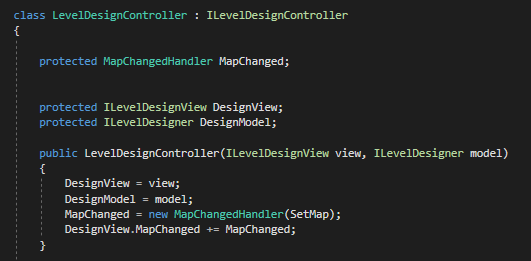 class LevelDesignController : ILevelDesignController
{
protected MapChangedHandler MapChanged;
protected ILevelDesignView DesignView;
protected ILevelDesigner DesignModel;
public LevelDesignController(ILevelDesignView view, ILevelDesigner model)
{
DesignView = view;
DesignModel = model;
MapChanged = new MapChangedHandler(SetMap);
DesignView.MapChanged += MapChanged;
}